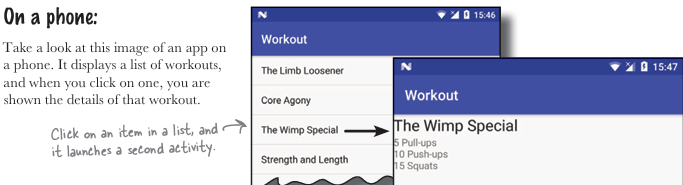 On a phone:
Take a look at this image of an app on
a phone. It displays a list of workouts,
and when you click on one, you are
shown the details of that workout.
Click on an item in a list, and
it launches a second activity.
15:46
Workout
The Limb Loosener
Core Agony
The Wimp Special
Strength and Length
15:47
Workout
The Wimp Special
5 Pull-ups
10 Push-ups
15 Squats